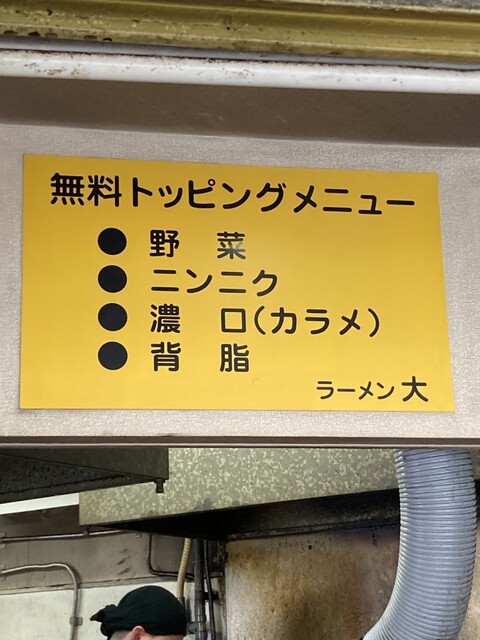 無料トッピングメニュー
● 野 菜
● ニンニク
● 濃 口(カラメ)
● 背 脂
ラーメン 大